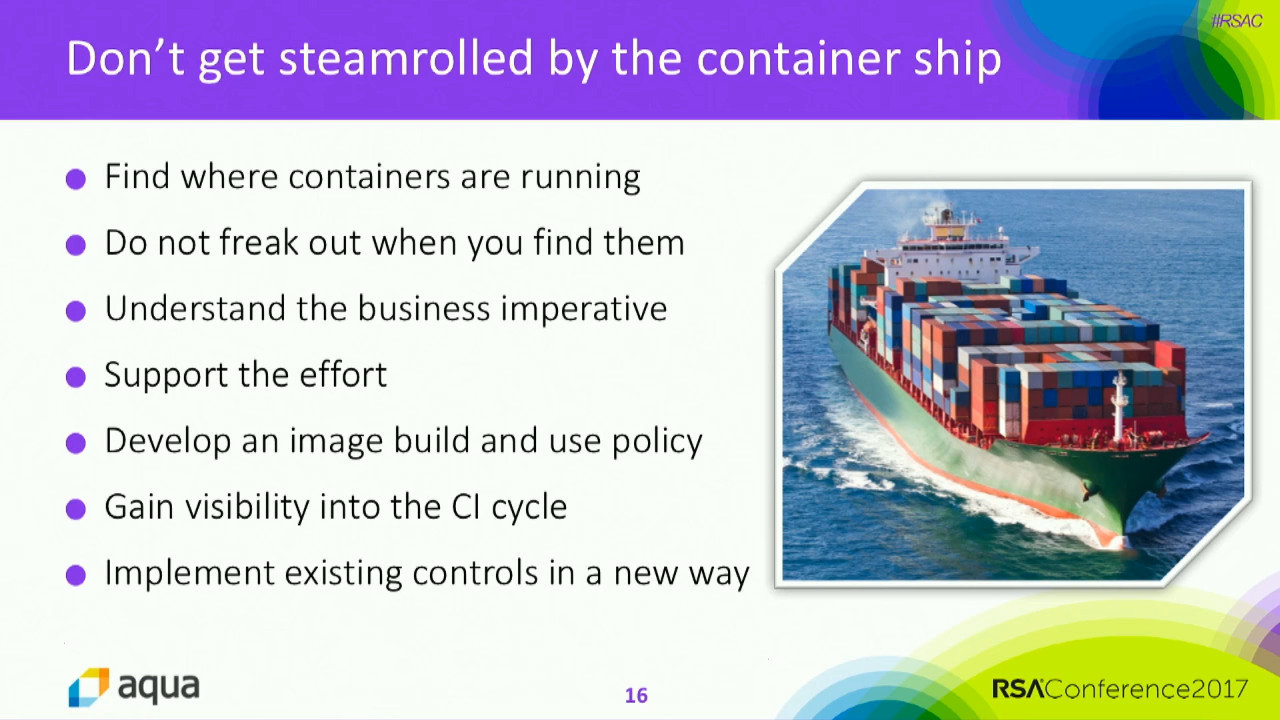 #RSAC
Don’t get steamrolled by the container ship
Find where containers are running
Do not freak out when you find them
Understand the business imperative
Support the effort
Develop an image build and use policy
Gain visibility into the CI cycle
Implement existing controls in a new way
aqua
16
RSAConference2017